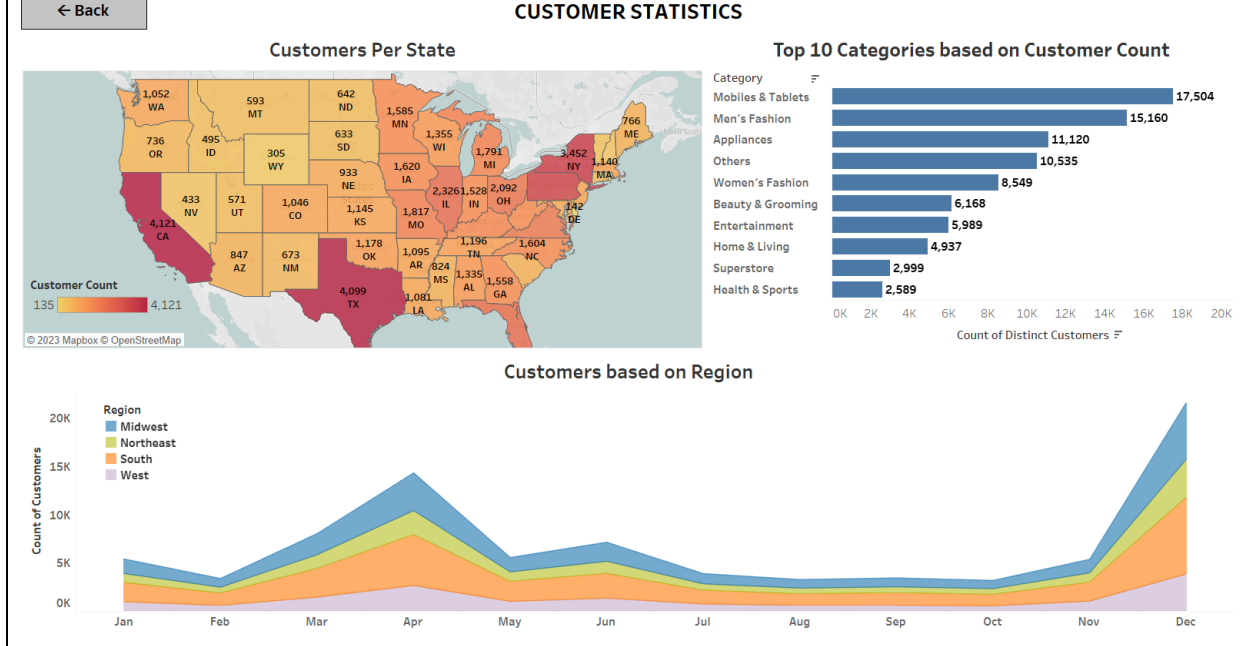 ← Back
CUSTOMER STATISTICS
Customers Per State
1,052
WA
593
MT
642
ND
1,585
MN
766
ME
736
OR
495
ID
633
SD
1,355
WI
305
WY
1,791
MI
3,452
NY
1,140
MA
933
NE
1,620
IA
433
NV
571
UT
1,046
CO
2,326
IL
1,528
IN
2,092
OH
142
DE
1,145
KS
1,817
MO
4,121
CA
847
AZ
673
NM
1,178
OK
1,095
AR
1,196
TN
1,604
NC
824
MS
1,335
AL
1,558
GA
4,099
TX
1,081
LA
Customer Count
135 4,121
© 2023 Mapbox © OpenStreetMap
Top 10 Categories based on Customer Count
Category
Mobiles & Tablets 17,504
Men's Fashion 15,160
Appliances 11,120
Others 10,535
Women's Fashion 8,549
Beauty & Grooming 6,168
Entertainment 5,989
Home & Living 4,937
Superstore 2,999
Health & Sports 2,589
0K 2K 4K 6K 8K 10K 12K 14K 16K 18K 20K
Count of Distinct Customers
Customers based on Region
Region
Midwest
Northeast
South
West
Count of Customers
20K
15K
10K
5K
0K
Jan Feb Mar Apr May Jun Jul Aug Sep Oct Nov Dec